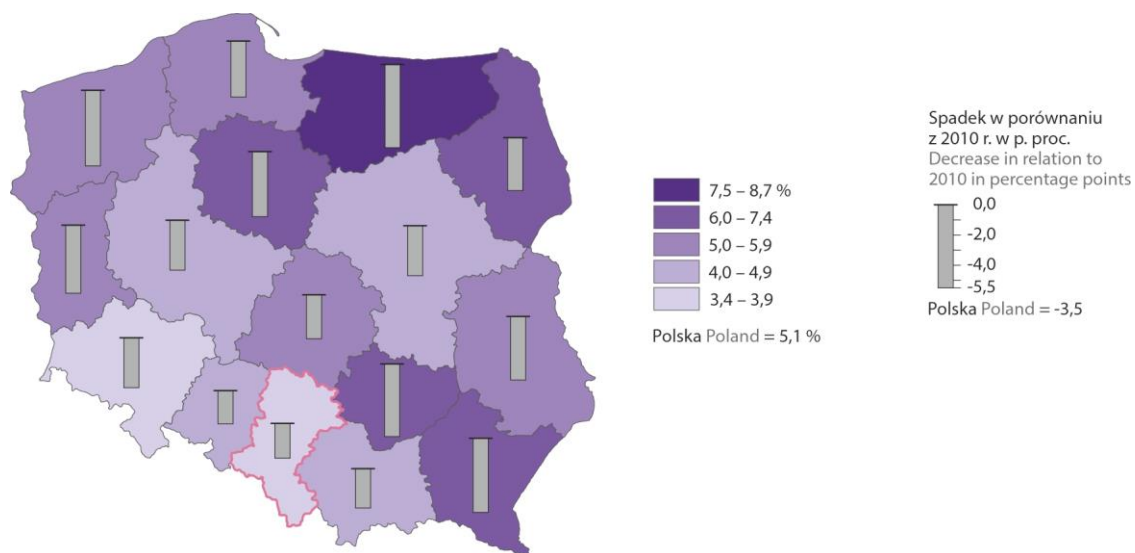 7,5 – 8,7 %
6,0 – 7,4
5,0 – 5,9
4,0 – 4,9
3,4 – 3,9
Polska Poland = 5,1 %
Spadek w porównaniu
z 2010 r. w p. proc.
Decrease in relation to
2010 in percentage points
0,0
-2,0
-4,0
-5,5
Polska Poland = -3,5